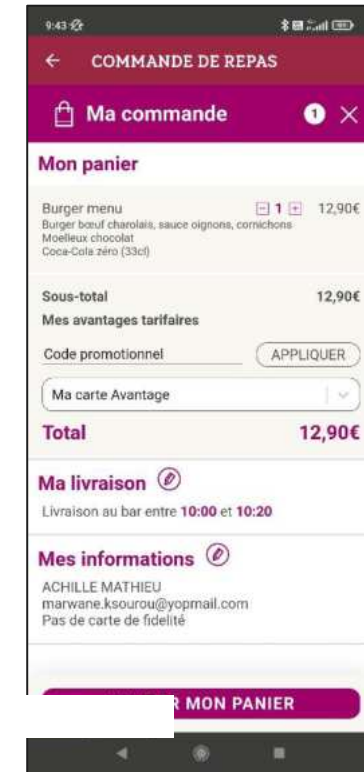 9:43
COMMANDE DE REPAS
Ma commande 1
Mon panier
Burger menu 1 12,90€
Burger bœuf charolais, sauce oignons, cornichons
Moelleux chocolat
Coca-Cola zéro (33cl)
Sous-total 12,90€
Mes avantages tarifaires
Code promotionnel APPLIQUER
Ma carte Avantage
Total 12,90€
Ma livraison
Livraison au bar entre 10:00 et 10:20
Mes informations
ACHILLE MATHIEU
marwane.ksourou@yopmail.com
Pas de carte de fidélité
R MON PANIER